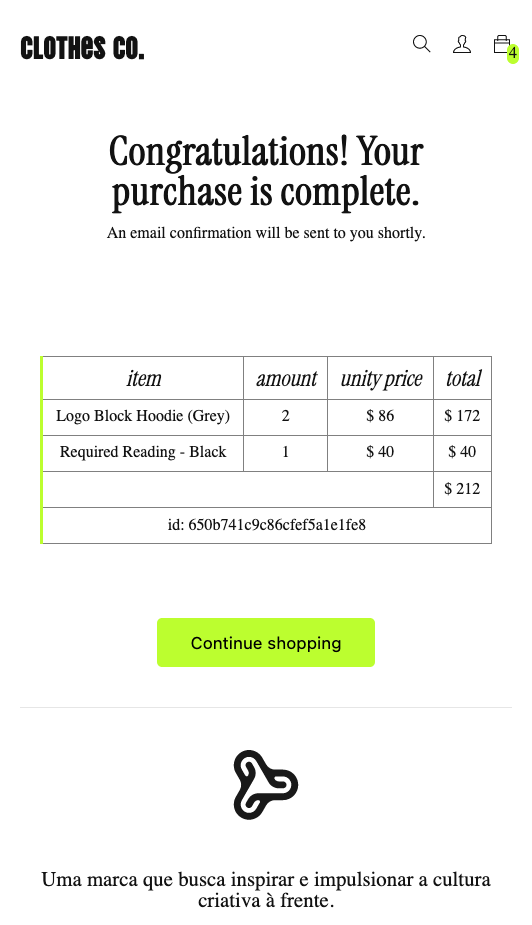 CLOTHeS CO.
4
Congratulations! Your
purchase is complete.
An email confirmation will be sent to you shortly.
item amount unity price total
Logo Block Hoodie (Grey) 2 $ 86 $ 172
Required Reading - Black 1 $ 40 $ 40
$ 212
id: 650b741c9c86cfef5a1e1fe8
Continue shopping
Uma marca que busca inspirar e impulsionar a cultura
criativa à frente.